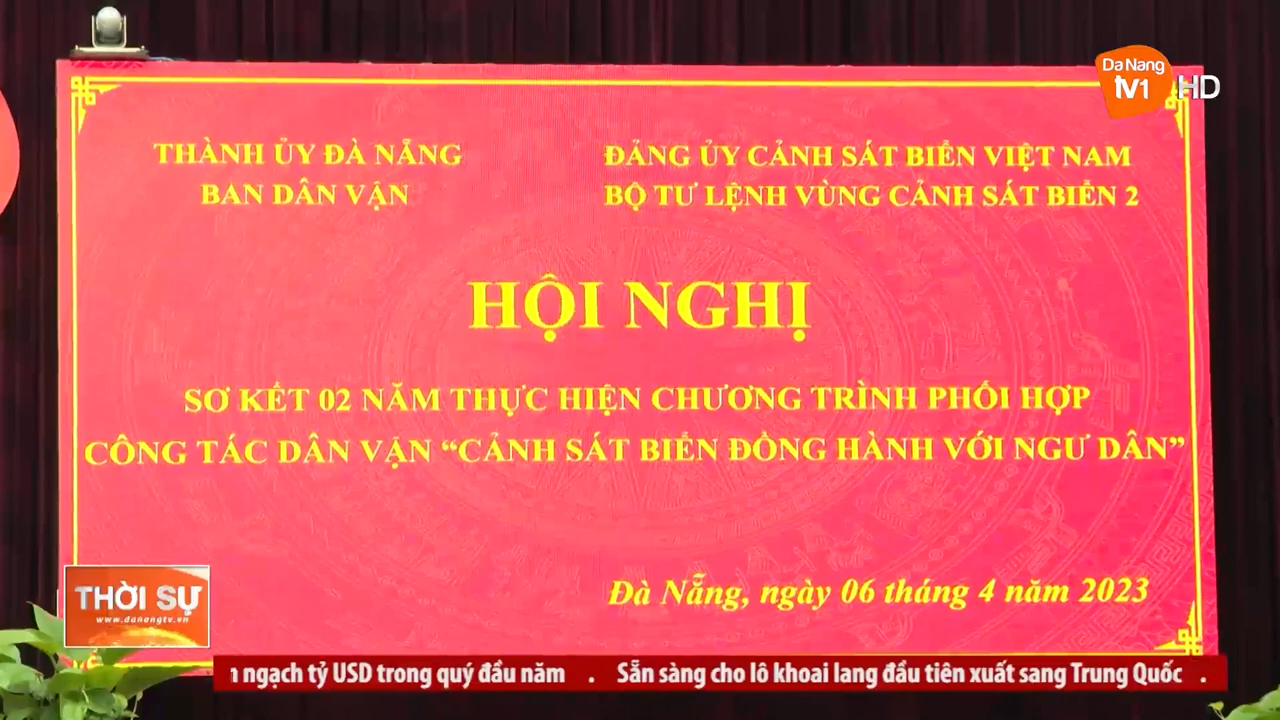 Da Nang
TV1 HD
THÀNH ỦY ĐÀ NẴNG
BAN DÂN VẬN
ĐẢNG ỦY CẢNH SÁT BIỂN VIỆT NAM
BỘ TƯ LỆNH VÙNG CẢNH SÁT BIỂN 2
HỘI NGHỊ
SƠ KẾT 02 NĂM THỰC HIỆN CHƯƠNG TRÌNH PHỐI HỢP
CÔNG TÁC DÂN VẬN “CẢNH SÁT BIỂN ĐỒNG HÀNH VỚI NGƯ DÂN”
Đà Nẵng, ngày 06 tháng 4 năm 2023
THỜI SỰ
www.danangtv.vn
ngạch tỷ USD trong quý đầu năm . Sẵn sàng cho lô khoai lang đầu tiên xuất sang Trung Quốc .